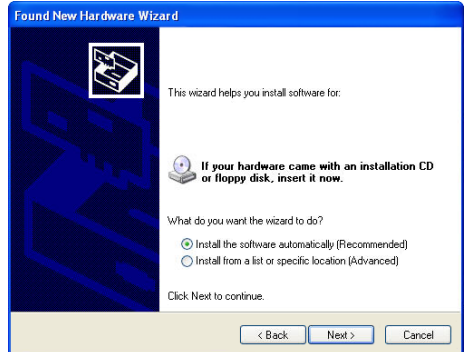 Found New Hardware Wizard
This wizard helps you install software for:
If your hardware came with an installation CD
or floppy disk, insert it now.
What do you want the wizard to do?
Install the software automatically (Recommended)
Install from a list or specific location (Advanced)
Click Next to continue.
< Back Next > Cancel